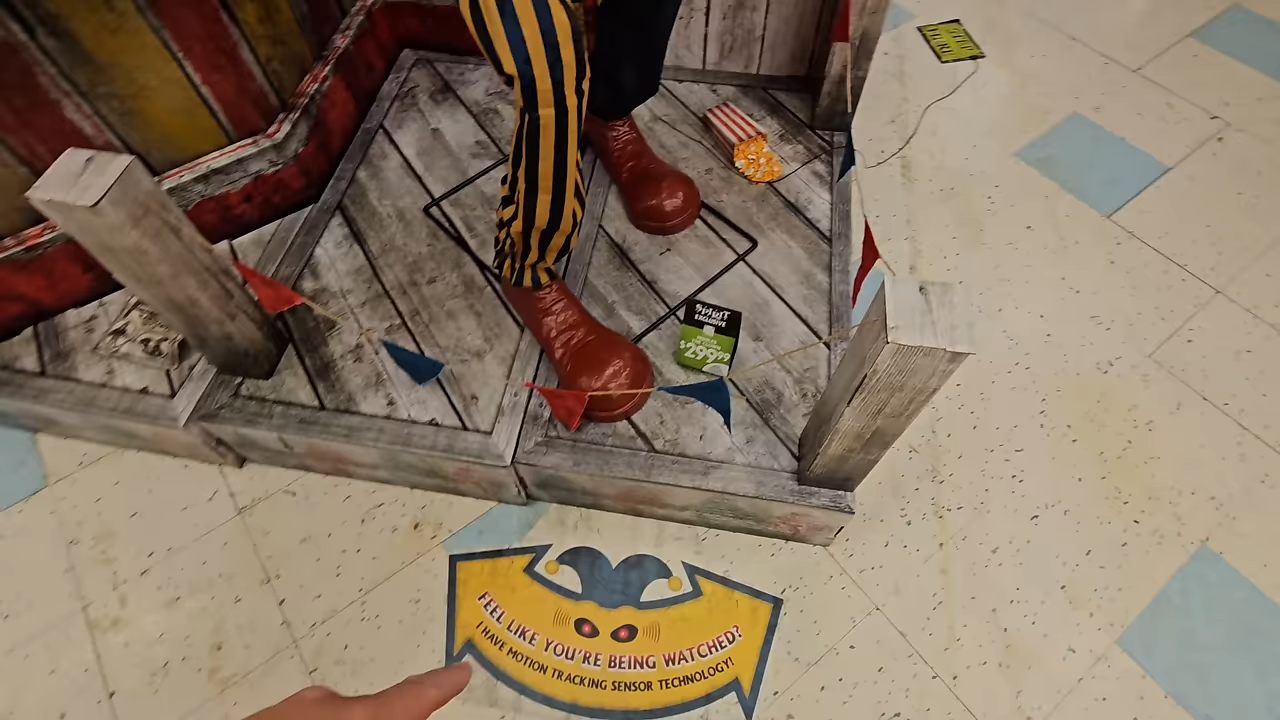 SPIRIT
EXCLUSIVE
$299.99
FEEL LIKE YOU'RE BEING WATCHED?
I HAVE MOTION TRACKING SENSOR TECHNOLOGY!